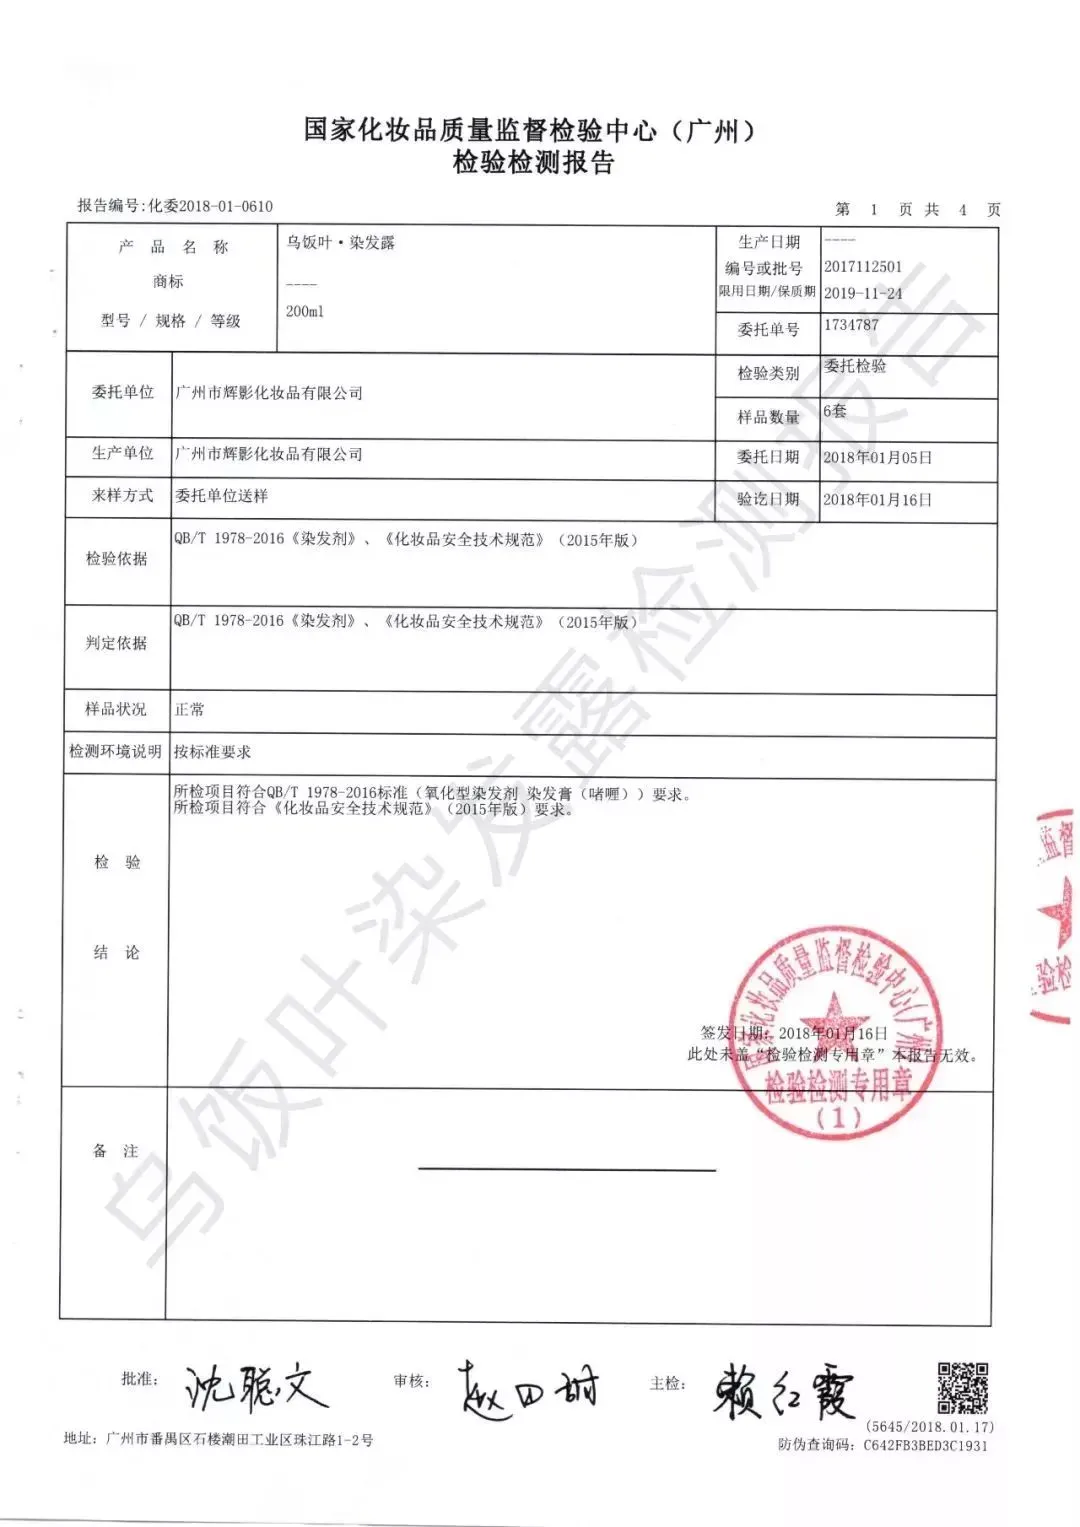 国家化妆品质量监督检验中心（广州）
检验检测报告
报告编号:化委2018-01-0610
第 1 页 共 4 页
产 品 名 称
乌饭叶·染发露
生产日期
----
商标
----
编号或批号
2017112501
型号 / 规格 / 等级
200ml
限用日期/保质期
2019-11-24
委托单号
1734787
委托单位
广州市辉影化妆品有限公司
检验类别
委托检验
样品数量
6套
生产单位
广州市辉影化妆品有限公司
委托日期
2018年01月05日
来样方式
委托单位送样
验讫日期
2018年01月16日
检验依据
QB/T 1978-2016《染发剂》、《化妆品安全技术规范》（2015年版）
判定依据
QB/T 1978-2016《染发剂》、《化妆品安全技术规范》（2015年版）
样品状况
正常
检测环境说明
按标准要求
检 验
结 论
所检项目符合QB/T 1978-2016标准（氧化型染发剂 染发膏（啫喱））要求。
所检项目符合《化妆品安全技术规范》（2015年版）要求。
国家化妆品质量监督检验中心(广州)
签发日期: 2018年01月16日
此处未盖“检验检测专用章”本报告无效。
检验检测专用章
(1)
监督
验检
备 注
乌饭叶染发露检测报告
批准:
沈聪文
审核:
赵田甜
主检:
赖红霞
(5645/2018.01.17)
地址: 广州市番禺区石楼潮田工业区珠江路1-2号
防伪查询码: C642FB3BED3C1931